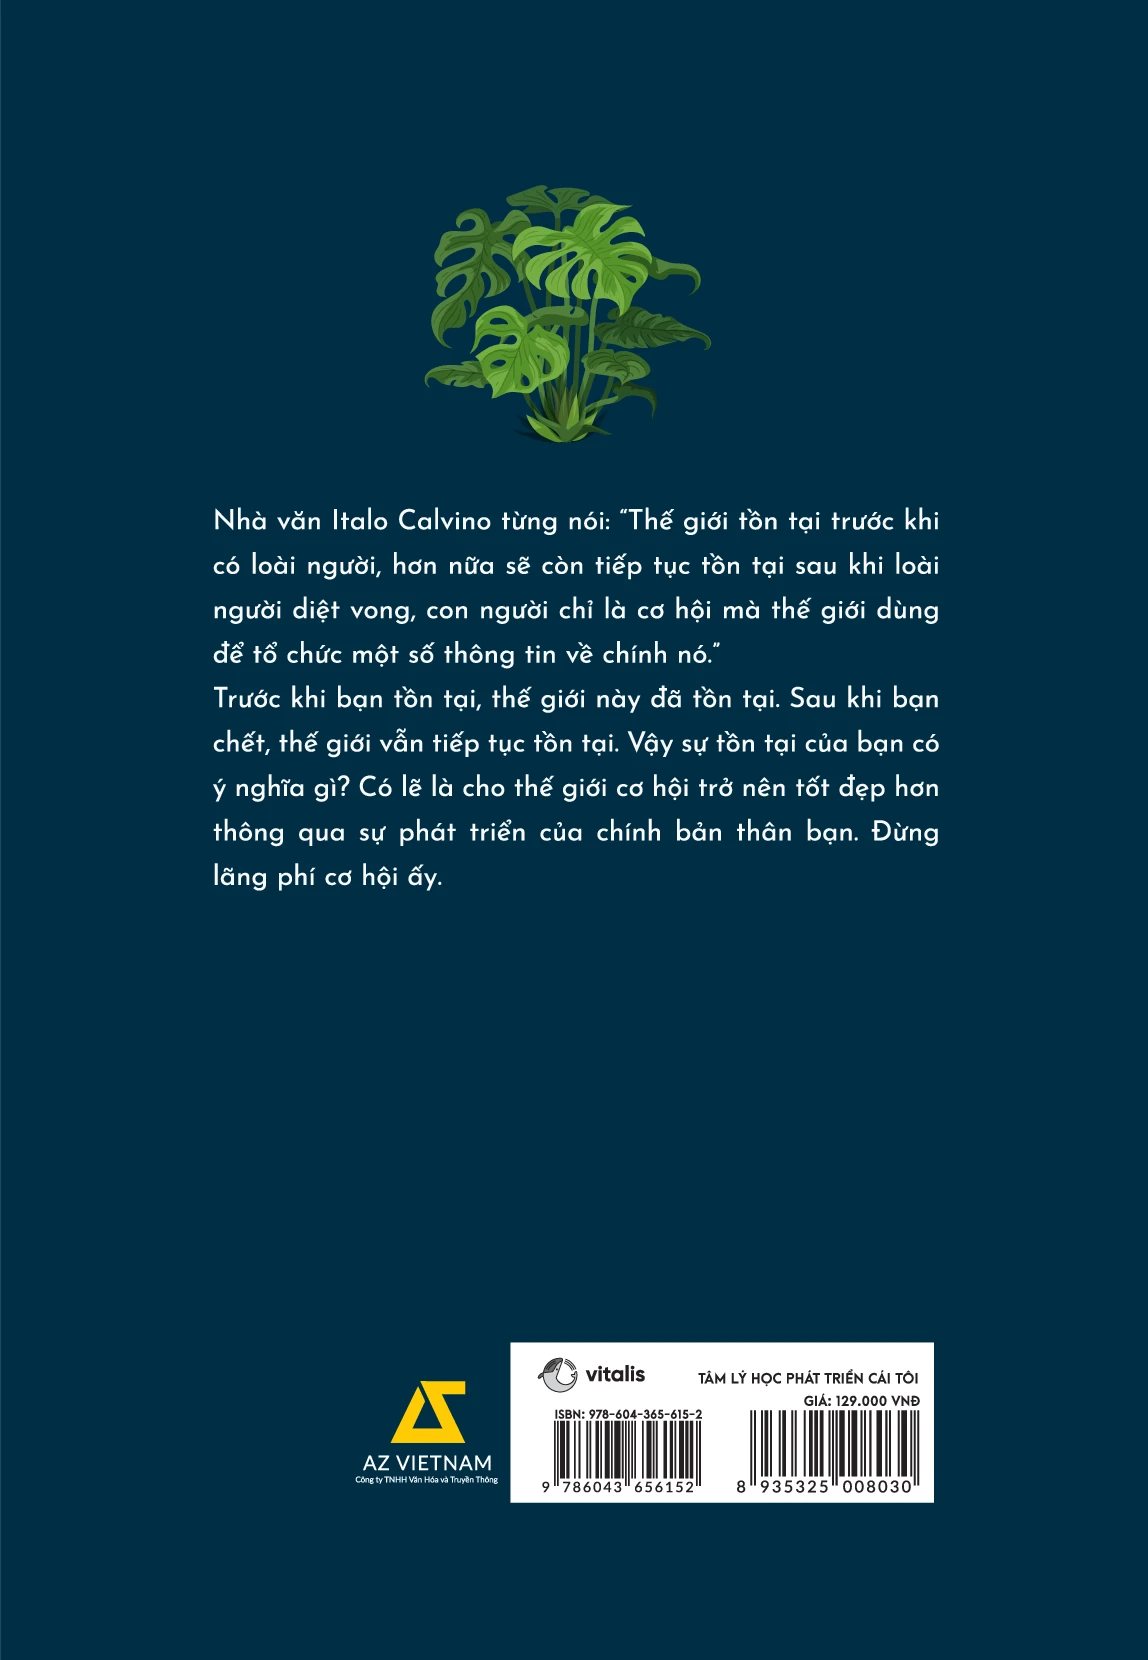 Nhà văn Italo Calvino từng nói: “Thế giới tồn tại trước khi
có loài người, hơn nữa sẽ còn tiếp tục tồn tại sau khi loài
người diệt vong, con người chỉ là cơ hội mà thế giới dùng
để tổ chức một số thông tin về chính nó.”
Trước khi bạn tồn tại, thế giới này đã tồn tại. Sau khi bạn
chết, thế giới vẫn tiếp tục tồn tại. Vậy sự tồn tại của bạn có
ý nghĩa gì? Có lẽ là cho thế giới cơ hội trở nên tốt đẹp hơn
thông qua sự phát triển của chính bản thân bạn. Đừng
lãng phí cơ hội ấy.
AZ VIETNAM
Công ty TNHH Văn Hóa và Truyền Thông
vitalis
TÂM LÝ HỌC PHÁT TRIỂN CÁI TÔI
GIÁ: 129.000 VNĐ
ISBN: 978-604-365-615-2
9 786043 656152
8 935325 008030